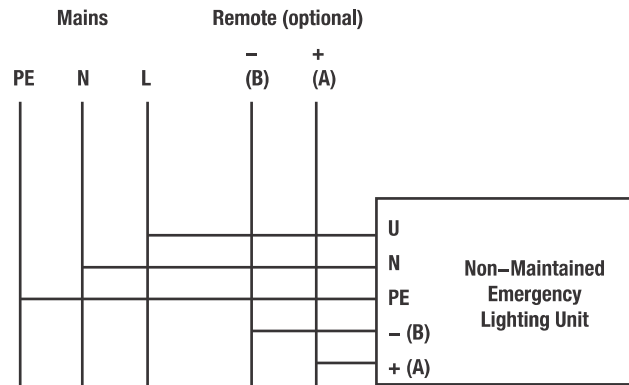 Mains Remote (optional)
– +
PE N L (B) (A)
U
N
PE
– (B)
+ (A)
Non–Maintained
Emergency
Lighting Unit